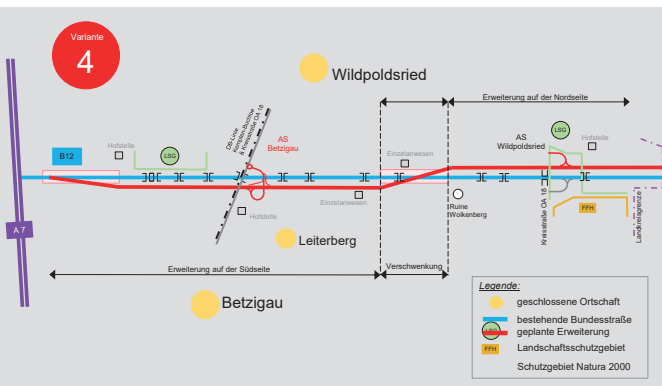 Variante
4
Wildpoldsried
Erweiterung auf der Nordseite
DB-Linie
Kempten-Buchloe
& Kreisstraße OA 18
AS
Betzigau
AS
Wildpoldsried
LSG
Hofstelle
Hofstelle
LSG
B12
Einzelanwesen
Einzelanwesen
Hofstelle
Ruine
Wolkenberg
Kreisstraße OA 18
FFH
Landkreisgrenze
A 7
Leiterberg
Erweiterung auf der Südseite
Verschwenkung
Betzigau
Legende:
geschlossene Ortschaft
bestehende Bundesstraße
LSG
geplante Erweiterung
FFH
Landschaftsschutzgebiet
Schutzgebiet Natura 2000